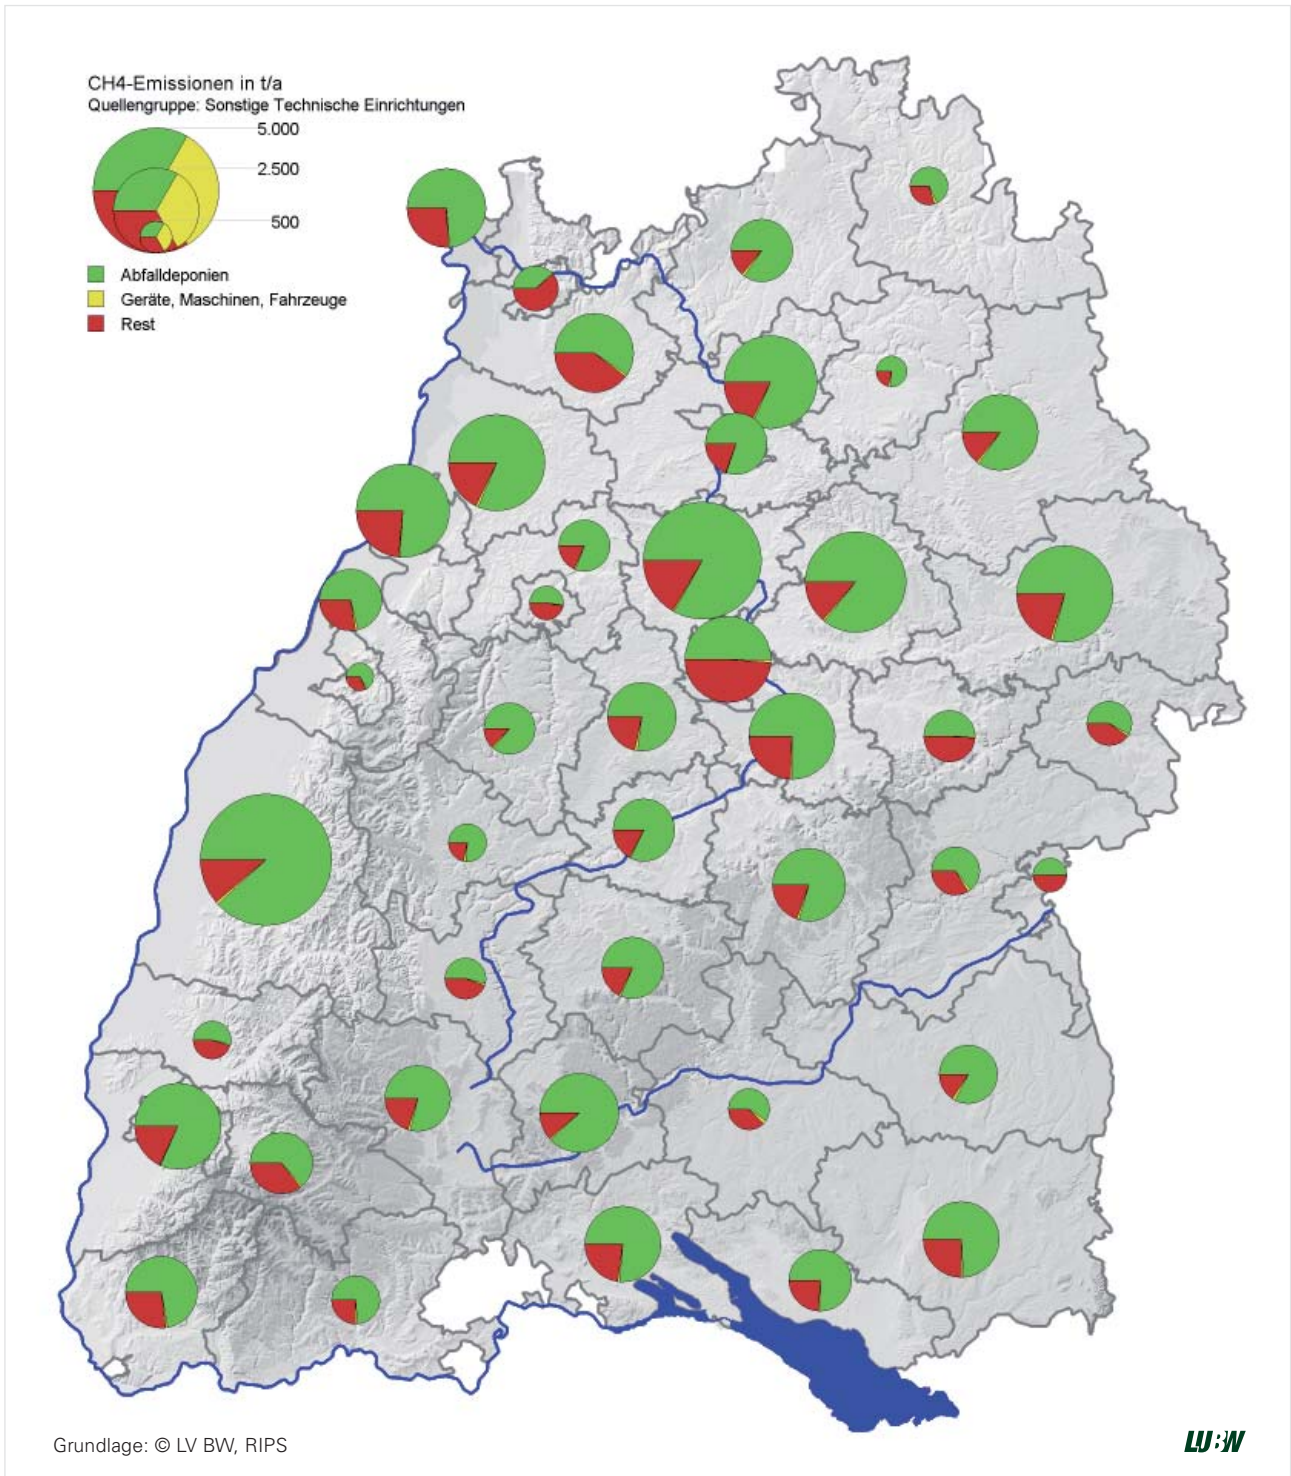 CH4-Emissionen in t/a
Quellengruppe: Sonstige Technische Einrichtungen
5.000
2.500
500
Abfalldeponien
Geräte, Maschinen, Fahrzeuge
Rest
Grundlage: © LV BW, RIPS
LUBW